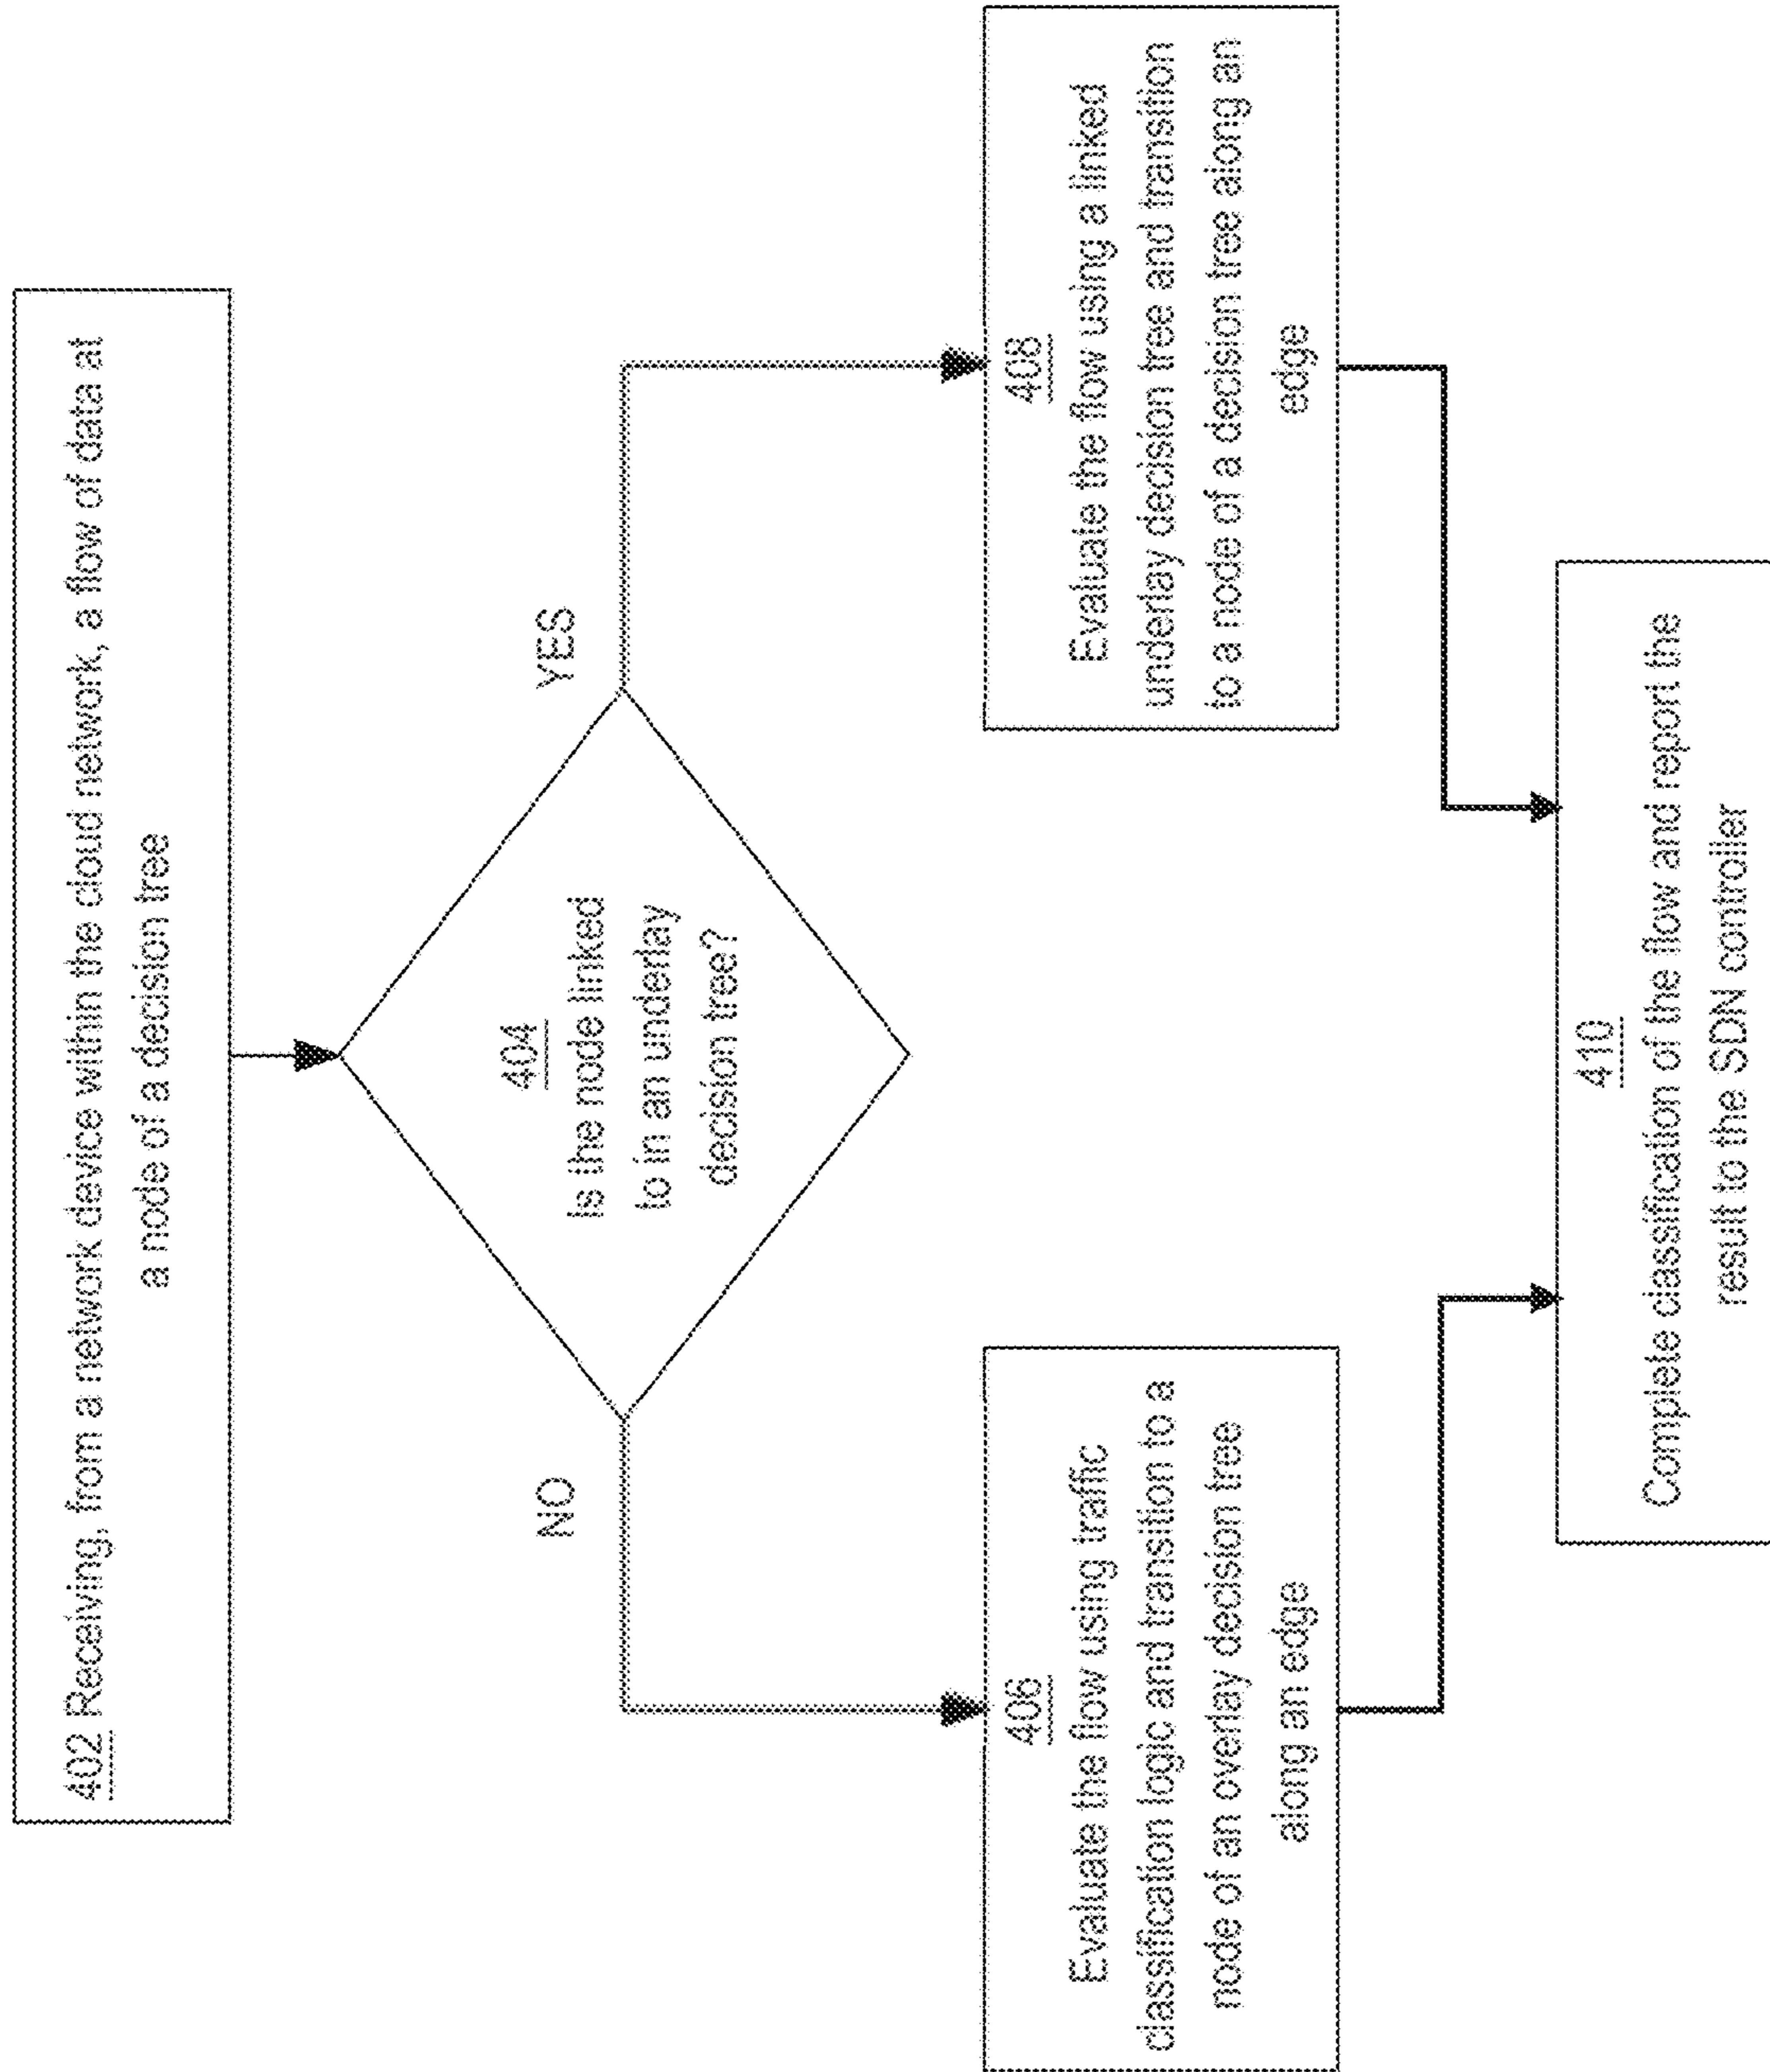 402 Receiving, from a network device within the cloud network, a flow of data at
a node of a decision tree
404
Is the node linked
to in an underlay
decision tree?
NO
YES
406
Evaluate the flow using traffic
classification logic and transition to a
node of an overlay decision tree
along an edge
408
Evaluate the flow using a linked
underlay decision tree and transition
to a node of a decision tree along an
edge
410
Complete classification of the flow and report the
result to the SDN controller